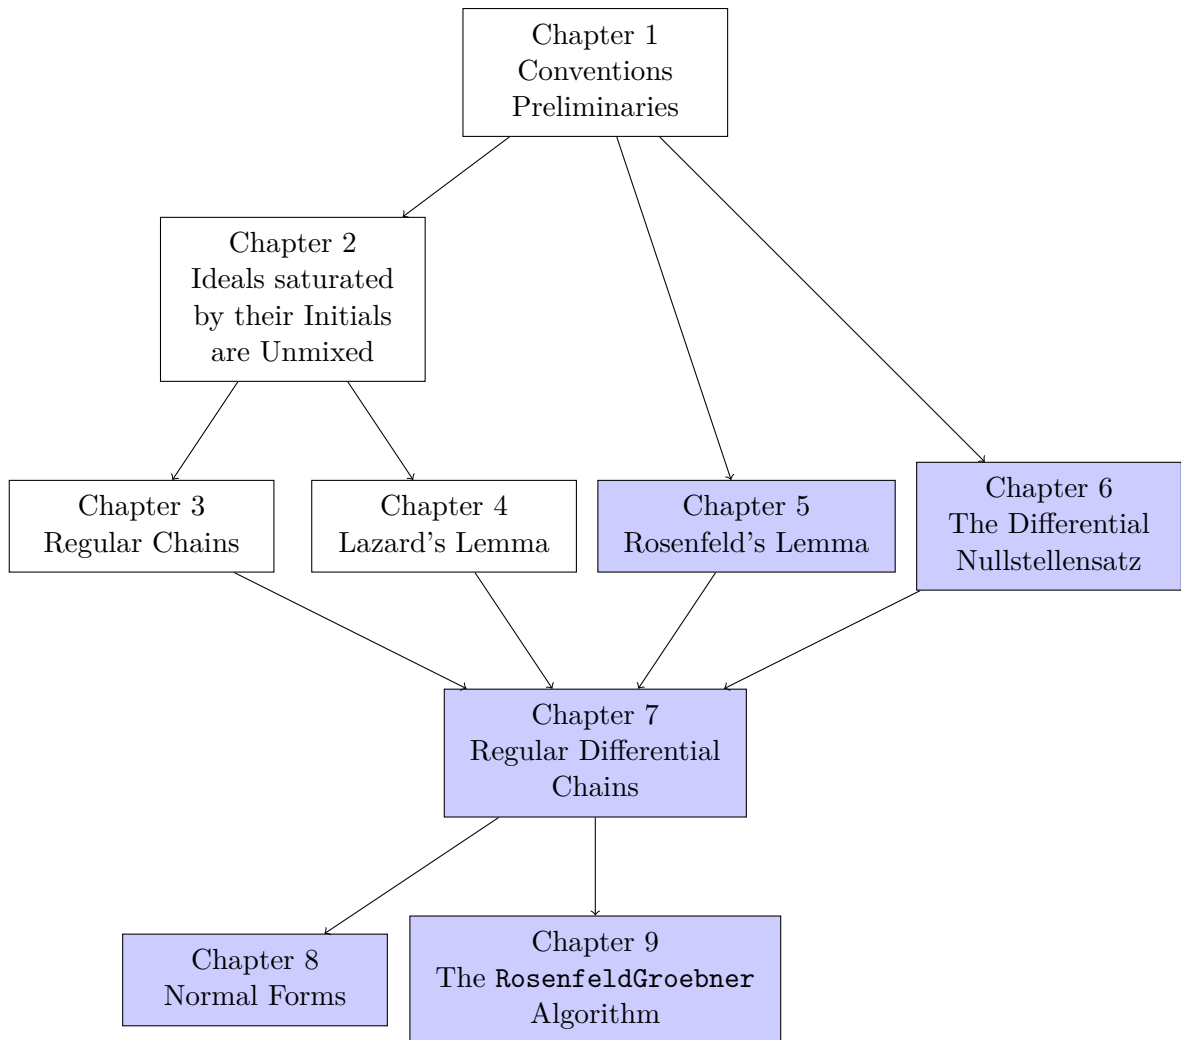 Chapter 1
Conventions
Preliminaries
Chapter 2
Ideals saturated
by their Initials
are Unmixed
Chapter 3
Regular Chains
Chapter 4
Lazard's Lemma
Chapter 5
Rosenfeld's Lemma
Chapter 6
The Differential
Nullstellensatz
Chapter 7
Regular Differential
Chains
Chapter 8
Normal Forms
Chapter 9
The RosenfeldGroebner
Algorithm